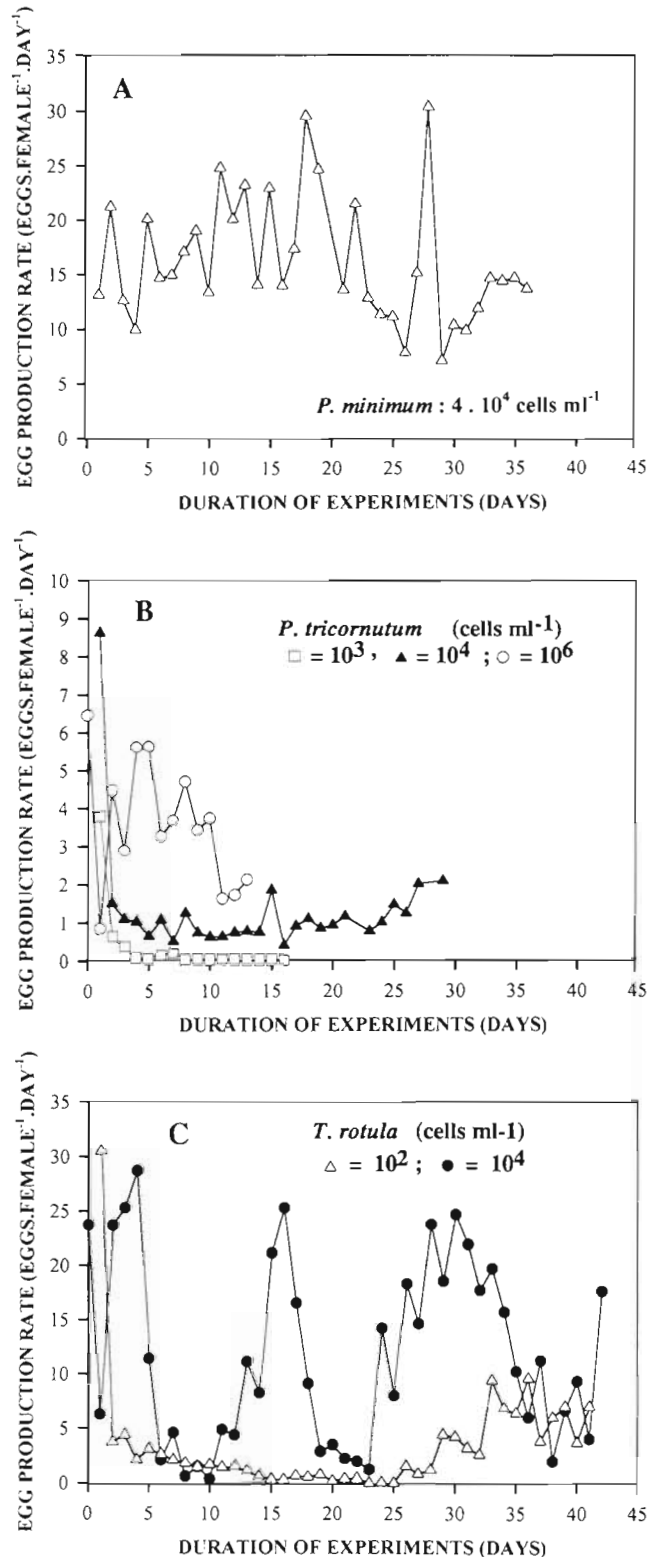 35
30
25
20
15
10
5
0
EGG PRODUCTION RATE (EGGS.FEMALE⁻¹.DAY⁻¹)
A
P. minimum : 4 . 10⁴ cells ml⁻¹
0 5 10 15 20 25 30 35 40 45
DURATION OF EXPERIMENTS (DAYS)
10
9
8
7
6
5
4
3
2
1
0
EGG PRODUCTION RATE (EGGS.FEMALE⁻¹.DAY⁻¹)
B
P. tricornutum (cells ml-1)
□ = 10³, ▲ = 10⁴ ; ○ = 10⁶
0 5 10 15 20 25 30 35 40 45
DURATION OF EXPERIMENTS (DAYS)
35
30
25
20
15
10
5
0
EGG PRODUCTION RATE (EGGS.FEMALE⁻¹.DAY⁻¹)
C
T. rotula (cells ml-1)
△ = 10² ; ● = 10⁴
0 5 10 15 20 25 30 35 40 45
DURATION OF EXPERIMENTS (DAYS)